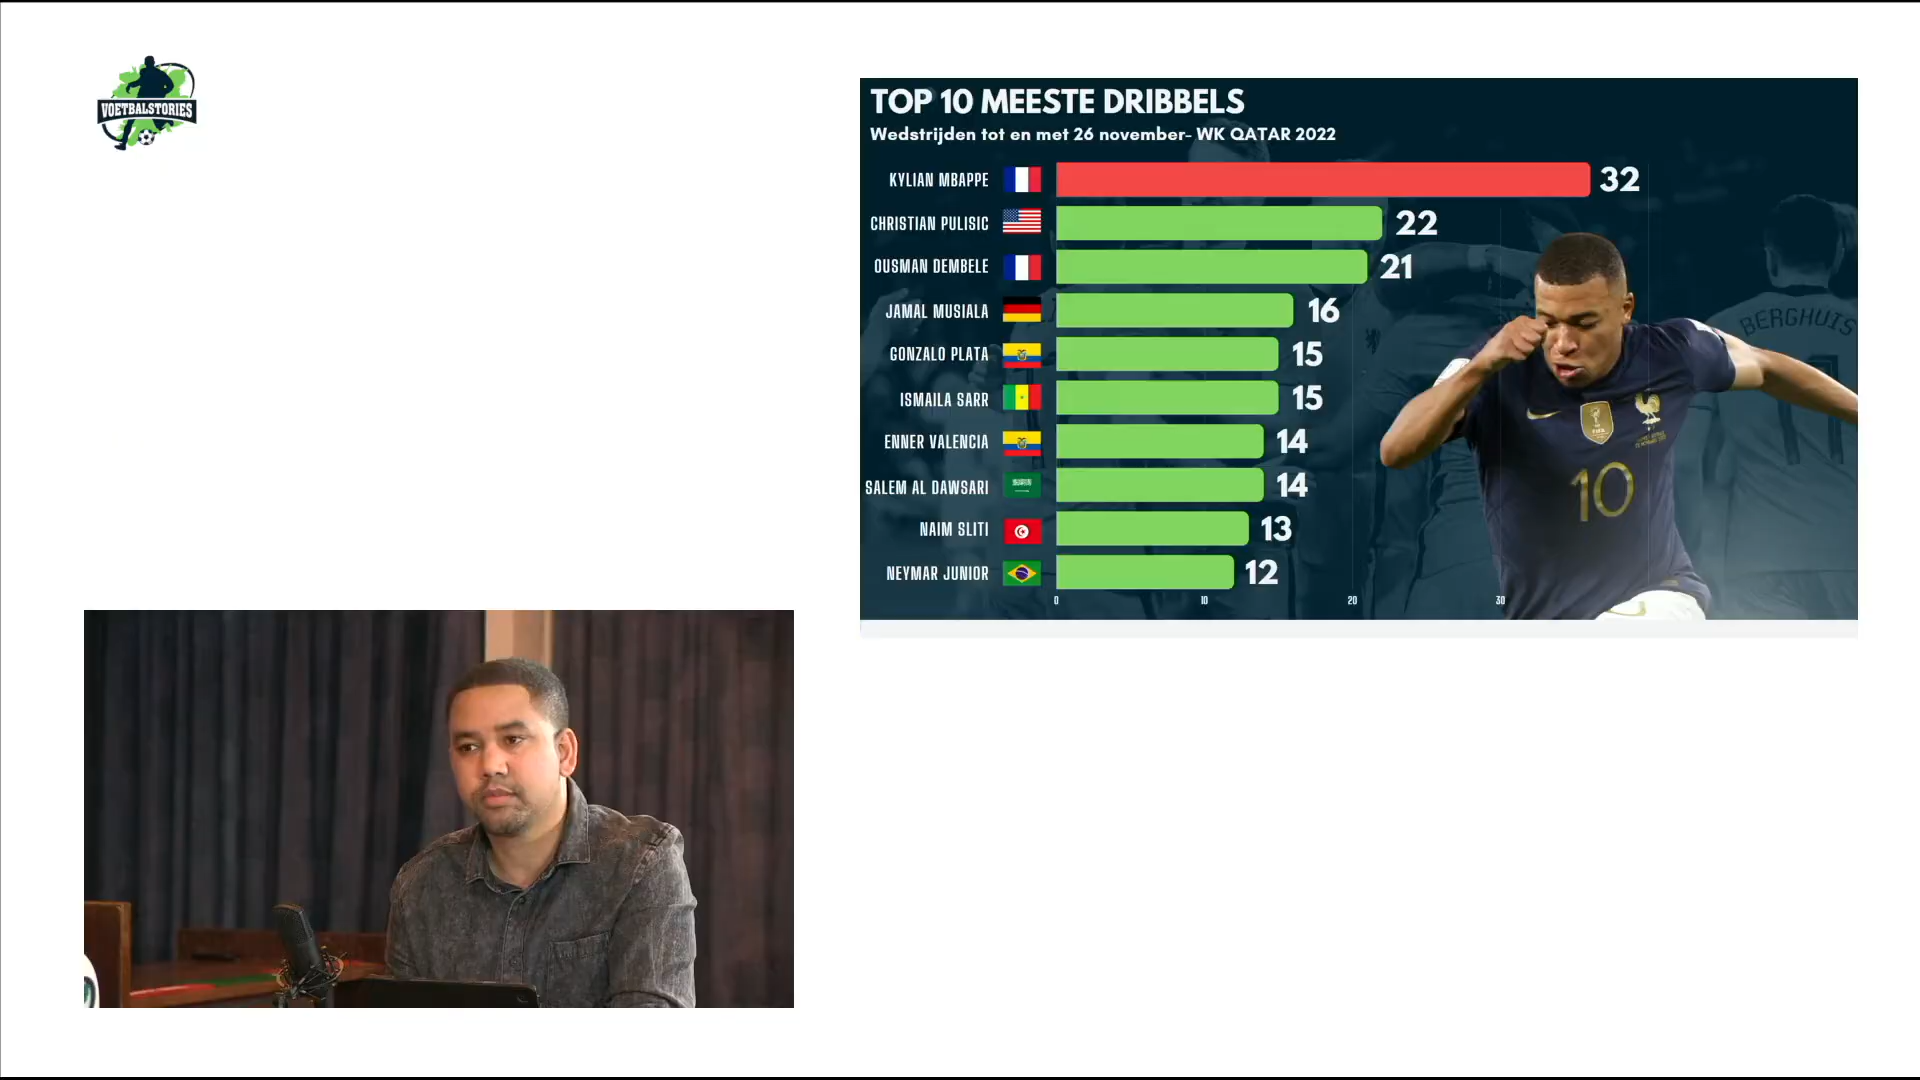 VOETBALSTORIES
TOP 10 MEESTE DRIBBELS
Wedstrijden tot en met 26 november- WK QATAR 2022
KYLIAN MBAPPE 32
CHRISTIAN PULISIC 22
OUSMAN DEMBELE 21
JAMAL MUSIALA 16
GONZALO PLATA 15
ISMAILA SARR 15
ENNER VALENCIA 14
SALEM AL DAWSARI 14
NAIM SLITI 13
NEYMAR JUNIOR 12
0 10 20 30
BERGHUIS
11
10